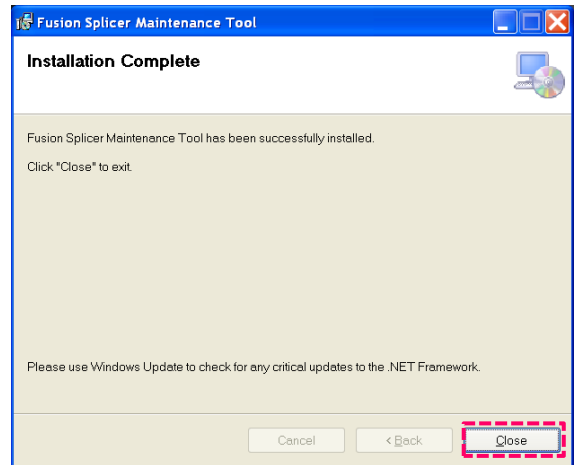 Fusion Splicer Maintenance Tool
Installation Complete
Fusion Splicer Maintenance Tool has been successfully installed.
Click "Close" to exit.
Please use Windows Update to check for any critical updates to the .NET Framework.
Cancel
< Back
Close